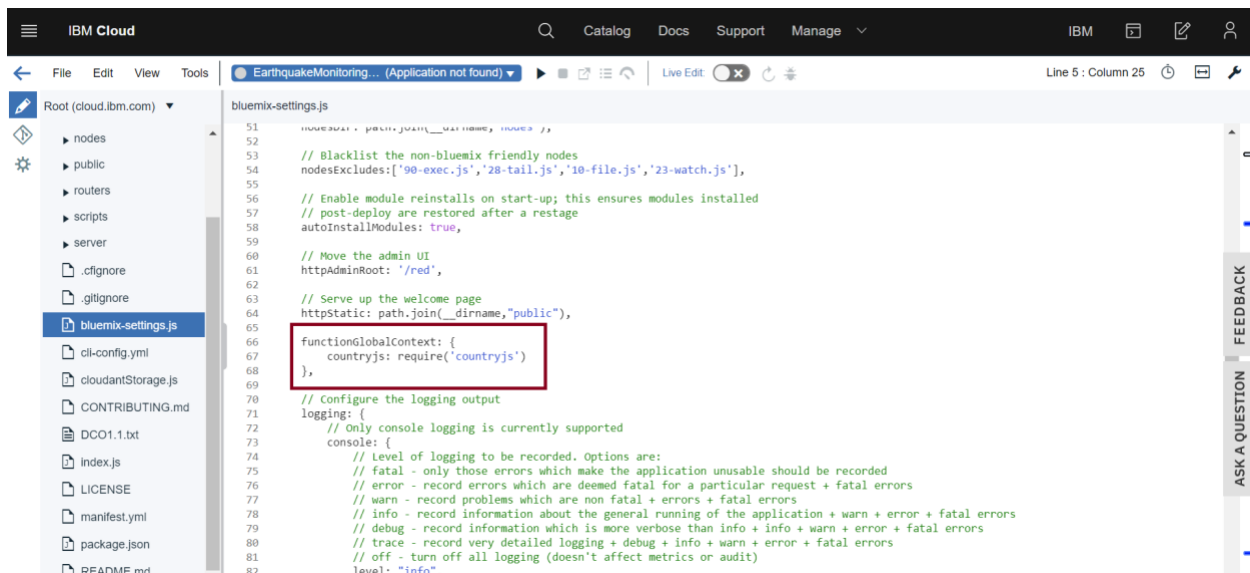 IBM Cloud
Catalog Docs Support Manage
IBM
File Edit View Tools
EarthquakeMonitoring... (Application not found)
Live Edit:
Line 5 : Column 25
Root (cloud.ibm.com)
bluemix-settings.js
nodes
public
routers
scripts
server
.cfignore
.gitignore
bluemix-settings.js
cli-config.yml
cloudantStorage.js
CONTRIBUTING.md
DCO1.1.txt
index.js
LICENSE
manifest.yml
package.json
README.md
51 nodesDir: path.join(__dirname,"nodes"),
52
53 // Blacklist the non-bluemix friendly nodes
54 nodesExcludes:['90-exec.js','28-tail.js','10-file.js','23-watch.js'],
55
56 // Enable module reinstalls on start-up; this ensures modules installed
57 // post-deploy are restored after a restage
58 autoInstallModules: true,
59
60 // Move the admin UI
61 httpAdminRoot: '/red',
62
63 // Serve up the welcome page
64 httpStatic: path.join(__dirname,"public"),
65
66 functionGlobalContext: {
67 countryjs: require('countryjs')
68 },
69
70 // Configure the logging output
71 logging: {
72 // Only console logging is currently supported
73 console: {
74 // Level of logging to be recorded. Options are:
75 // fatal - only those errors which make the application unusable should be recorded
76 // error - record errors which are deemed fatal for a particular request + fatal errors
77 // warn - record problems which are non fatal + errors + fatal errors
78 // info - record information about the general running of the application + warn + error + fatal errors
79 // debug - record information which is more verbose than info + info + warn + error + fatal errors
80 // trace - record very detailed logging + debug + info + warn + error + fatal errors
81 // off - turn off all logging (doesn't affect metrics or audit)
82 level: "info"
FEEDBACK
ASK A QUESTION